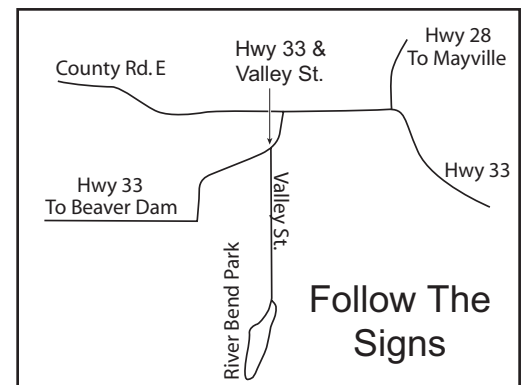 Hwy 33 &
Valley St.
Hwy 28
To Mayville
County Rd. E
Hwy 33
Hwy 33
To Beaver Dam
Valley St.
River Bend Park
Follow The
Signs